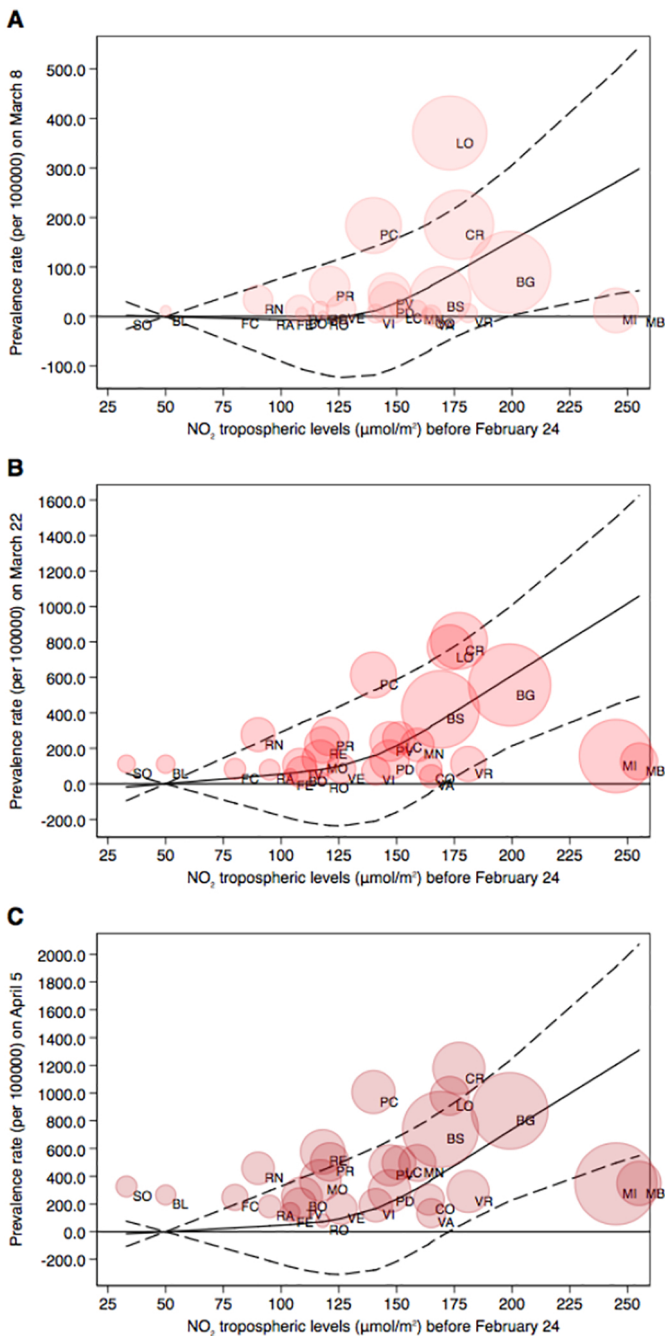 A
Prevalence rate (per 100000) on March 8
500.0
400.0
300.0
200.0
100.0
0.0
-100.0
LO
PC
CR
BG
PR
RN
BS
PV
PD
SO
BL
FC
RA
FE
RO
VE
VI
LC
MN
VR
MI
MB
25
50
75
100
125
150
175
200
225
250
NO₂ tropospheric levels (µmol/m²) before February 24
B
Prevalence rate (per 100000) on March 22
1600.0
1400.0
1200.0
1000.0
800.0
600.0
400.0
200.0
0.0
-200.0
CR
LO
PC
BG
BS
RN
PR
RE
PV
LC
MN
MO
PD
SO
BL
FC
RA
BO
FE
RO
VE
VI
CO
VA
VR
MI
MB
25
50
75
100
125
150
175
200
225
250
NO₂ tropospheric levels (µmol/m²) before February 24
C
Prevalence rate (per 100000) on April 5
2000.0
1800.0
1600.0
1400.0
1200.0
1000.0
800.0
600.0
400.0
200.0
0.0
-200.0
CR
PC
LO
BG
BS
RE
PR
RN
PV
LC
MN
MO
SO
BL
FC
RA
BO
TV
FE
RO
VE
VI
PD
CO
VA
VR
MI
MB
25
50
75
100
125
150
175
200
225
250
NO₂ tropospheric levels (µmol/m²) before February 24